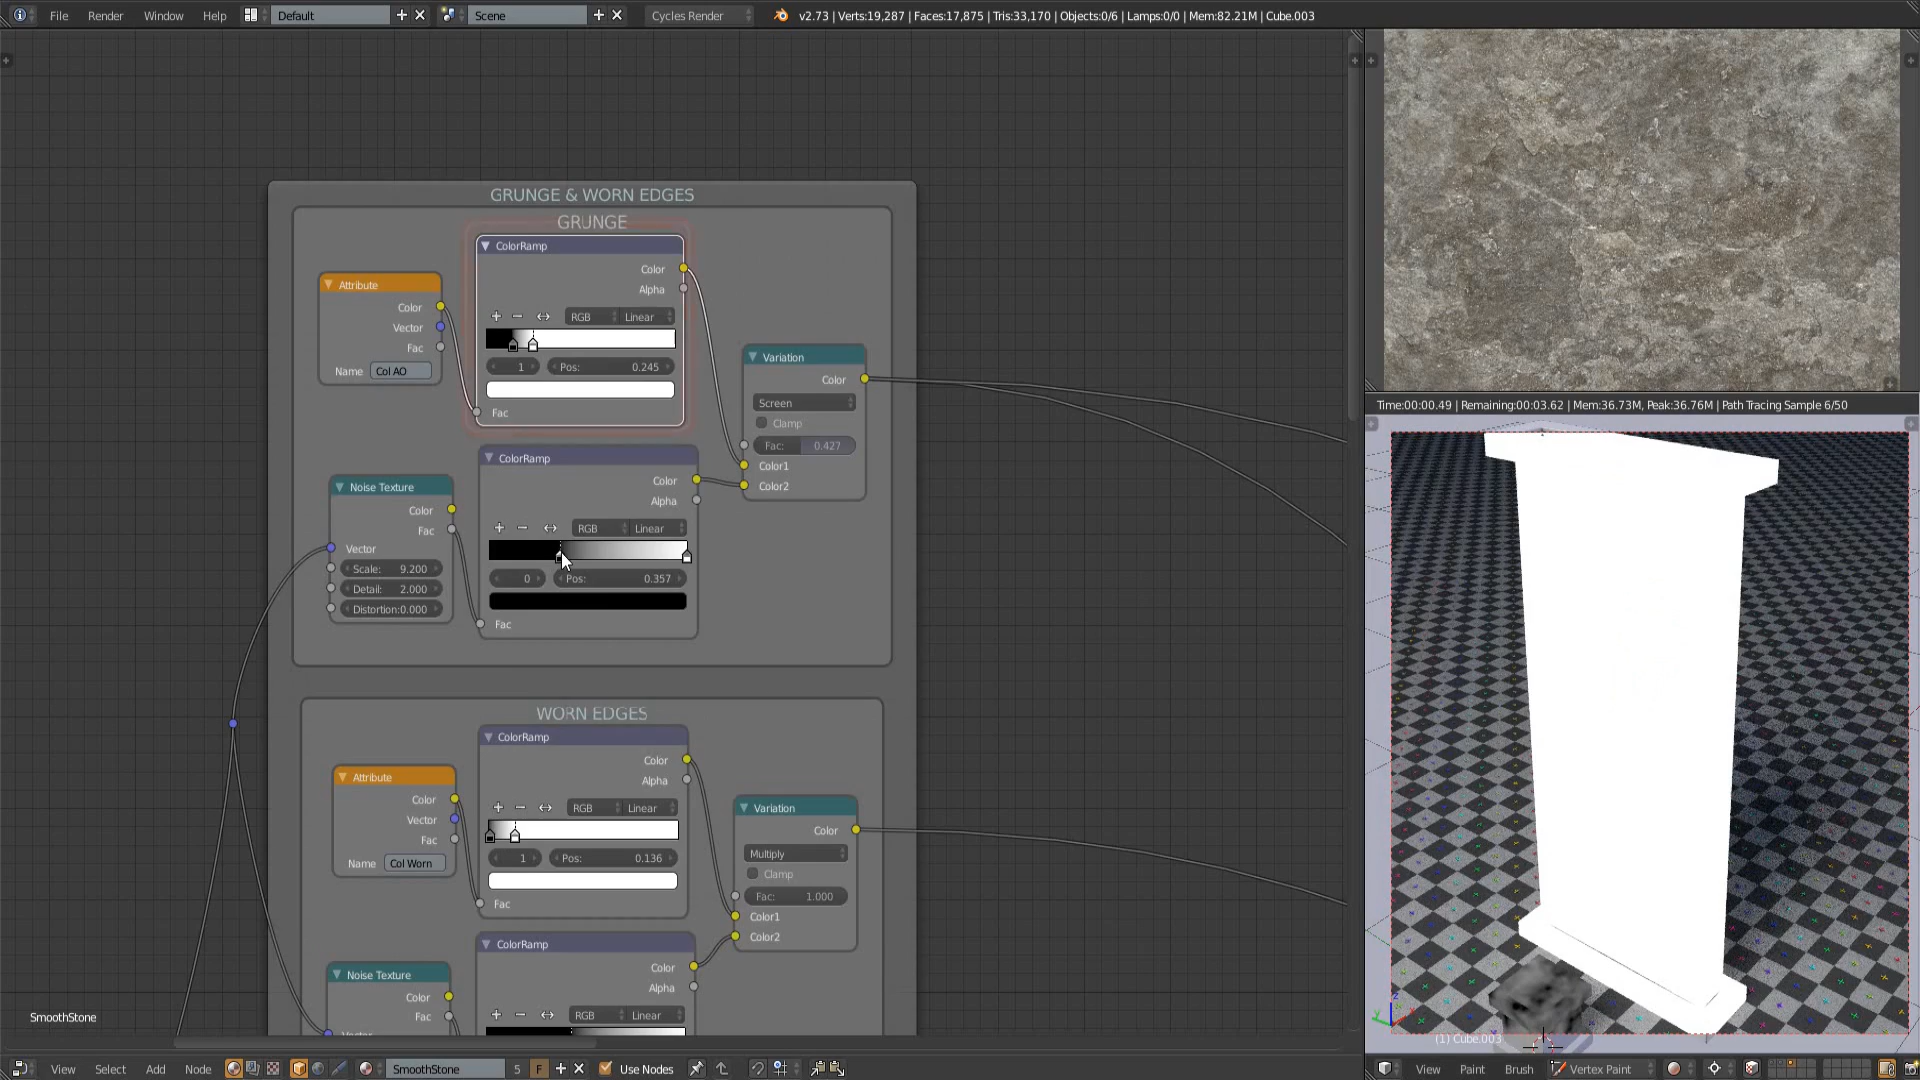 File Render Window Help Default Scene Cycles Render v2.73 | Verts:19,287 | Faces:17,875 | Tris:33,170 | Objects:0/6 | Lamps:0/0 | Mem:82.21M | Cube.003
Time:00:00.49 | Remaining:00:03.62 | Mem:36.73M, Peak:36.76M | Path Tracing Sample 6/50
GRUNGE & WORN EDGES
GRUNGE
ColorRamp
Color
Alpha
RGB Linear
1 Pos: 0.245
Fac
Attribute
Color
Vector
Fac
Name Col AO
Variation
Color
Screen
Clamp
Fac: 0.427
Color1
Color2
ColorRamp
Color
Alpha
RGB Linear
0 Pos: 0.357
Fac
Noise Texture
Color
Fac
Vector
Scale: 9.200
Detail: 2.000
Distortion:0.000
WORN EDGES
ColorRamp
Color
Alpha
RGB Linear
1 Pos: 0.136
Fac
Attribute
Color
Vector
Fac
Name Col Worn
Variation
Color
Multiply
Clamp
Fac: 1.000
Color1
Color2
ColorRamp
Color
Alpha
RGB Linear
Noise Texture
Color
Fac
Vector
SmoothStone
(1) Cube.003
View Select Add Node SmoothStone 5 F Use Nodes
View Paint Brush Vertex Paint